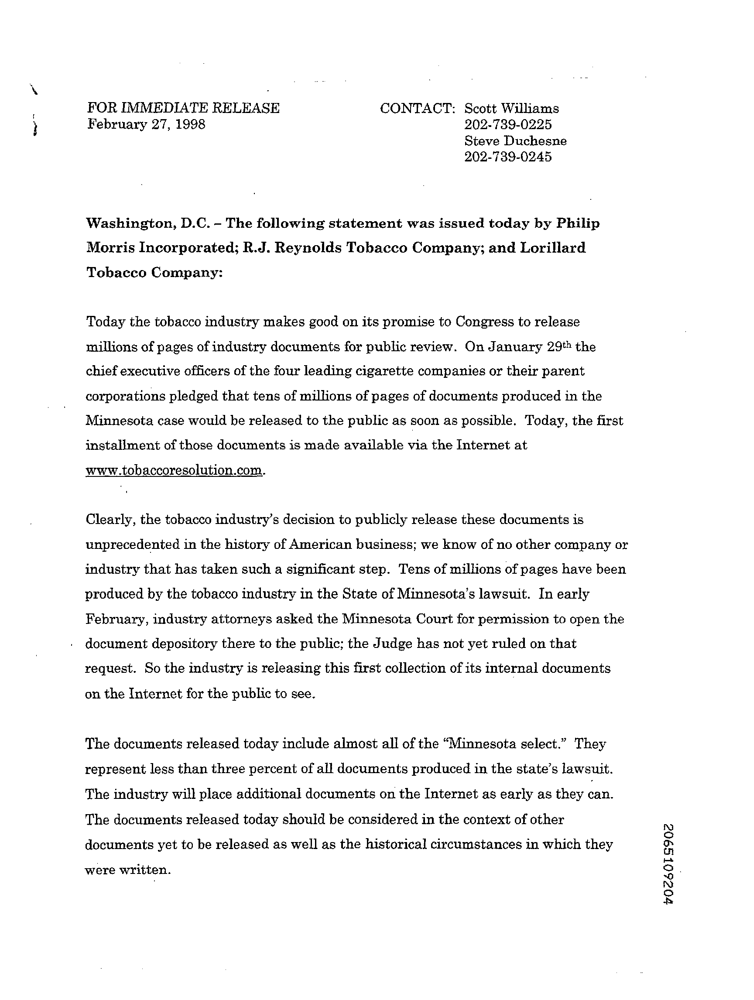 FOR IMMEDIATE RELEASE
February 27, 1998
CONTACT: Scott Williams
202-739-0225
Steve Duchesne
202-739-0245
Washington, D.C. – The following statement was issued today by Philip
Morris Incorporated; R.J. Reynolds Tobacco Company; and Lorillard
Tobacco Company:
Today the tobacco industry makes good on its promise to Congress to release
millions of pages of industry documents for public review. On January 29th the
chief executive officers of the four leading cigarette companies or their parent
corporations pledged that tens of millions of pages of documents produced in the
Minnesota case would be released to the public as soon as possible. Today, the first
installment of those documents is made available via the Internet at
www.tobaccoresolution.com.
Clearly, the tobacco industry's decision to publicly release these documents is
unprecedented in the history of American business; we know of no other company or
industry that has taken such a significant step. Tens of millions of pages have been
produced by the tobacco industry in the State of Minnesota's lawsuit. In early
February, industry attorneys asked the Minnesota Court for permission to open the
document depository there to the public; the Judge has not yet ruled on that
request. So the industry is releasing this first collection of its internal documents
on the Internet for the public to see.
The documents released today include almost all of the "Minnesota select." They
represent less than three percent of all documents produced in the state's lawsuit.
The industry will place additional documents on the Internet as early as they can.
The documents released today should be considered in the context of other
documents yet to be released as well as the historical circumstances in which they
were written.
2065109204